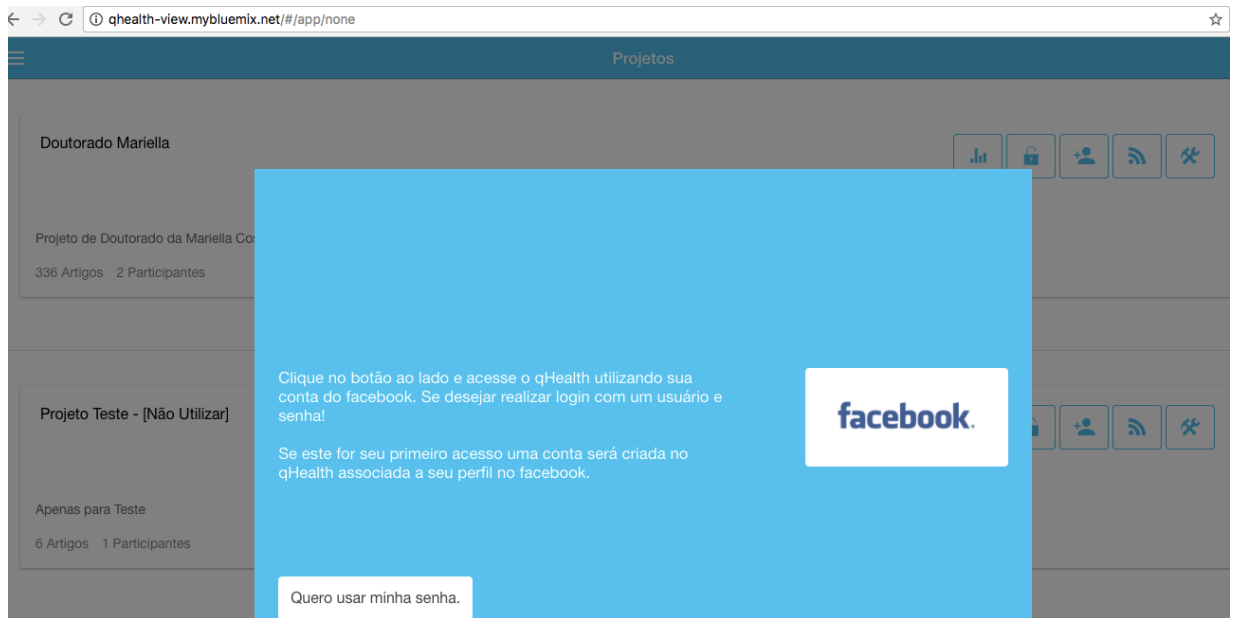 qhealth-view.mybluemix.net/#/app/none
Projetos
Doutorado Mariella
Projeto de Doutorado da Mariella
336 Artigos 2 Participantes
Clique no botão ao lado e acesse o qHealth utilizando sua
conta do facebook. Se desejar realizar login com um usuário e
senha!
Se este for seu primeiro acesso uma conta será criada no
qHealth associada a seu perfil no facebook.
facebook.
Projeto Teste - [Não Utilizar]
Apenas para Teste
6 Artigos 1 Participantes
Quero usar minha senha.